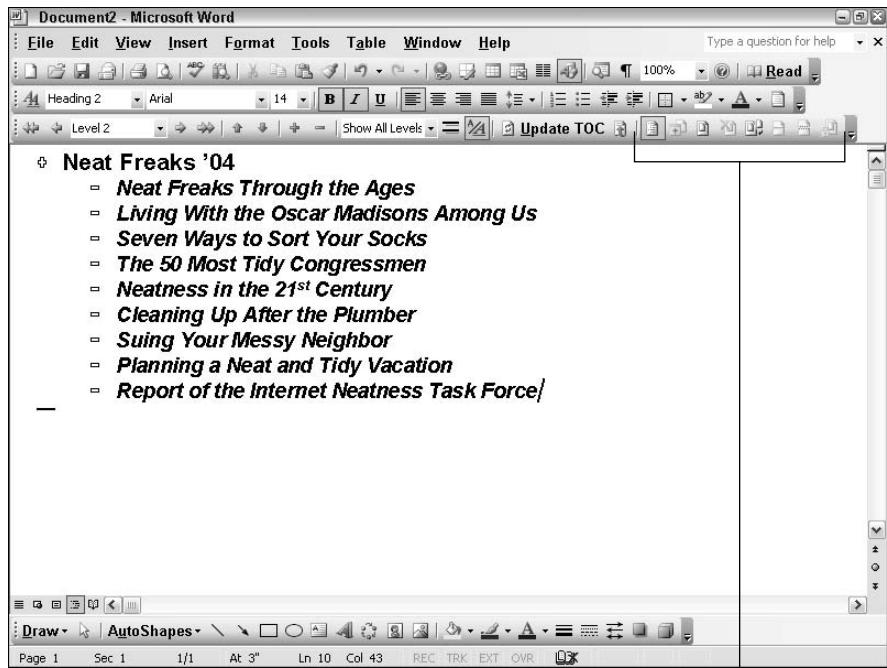 Document2 - Microsoft Word
File Edit View Insert Format Tools Table Window Help Type a question for help
100% Read
Heading 2 Arial 14 B I U
Level 2 Show All Levels Update TOC
Neat Freaks ’04
Neat Freaks Through the Ages
Living With the Oscar Madisons Among Us
Seven Ways to Sort Your Socks
The 50 Most Tidy Congressmen
Neatness in the 21st Century
Cleaning Up After the Plumber
Suing Your Messy Neighbor
Planning a Neat and Tidy Vacation
Report of the Internet Neatness Task Force
Draw AutoShapes
Page 1 Sec 1 1/1 At 3" Ln 10 Col 43 REC TRK EXT OVR